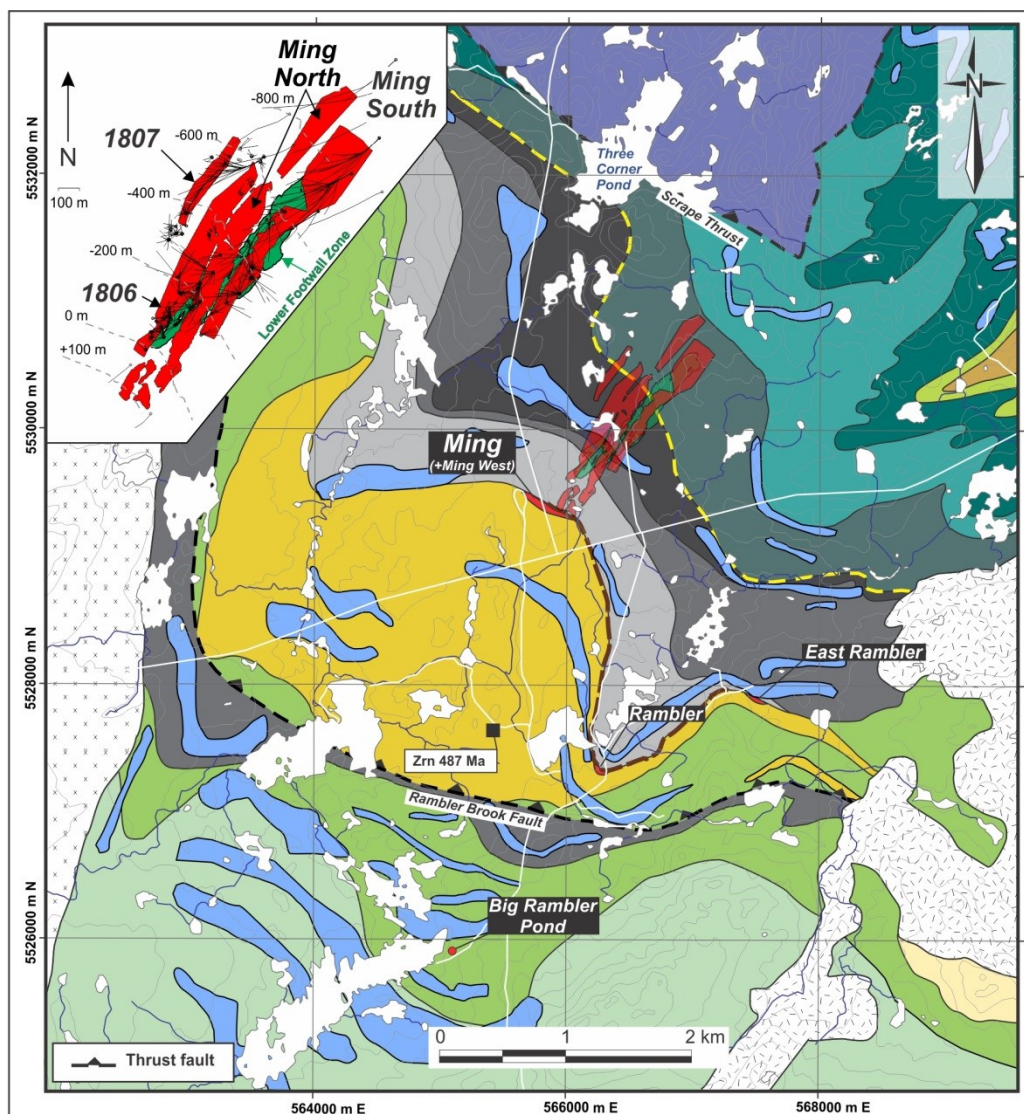 Ming
North
Ming
South
1807
1806
-800 m
-600 m
-400 m
-200 m
0 m
+100 m
N
100 m
Lower Footwall Zone
N
Three
Corner
Pond
Scrape Thrust
Ming
(+Ming West)
East Rambler
Rambler
Zrn 487 Ma
Rambler Brook Fault
Big Rambler
Pond
Thrust fault
0 1 2 km
5532000 m N
5530000 m N
5528000 m N
5526000 m N
564000 m E
566000 m E
568000 m E